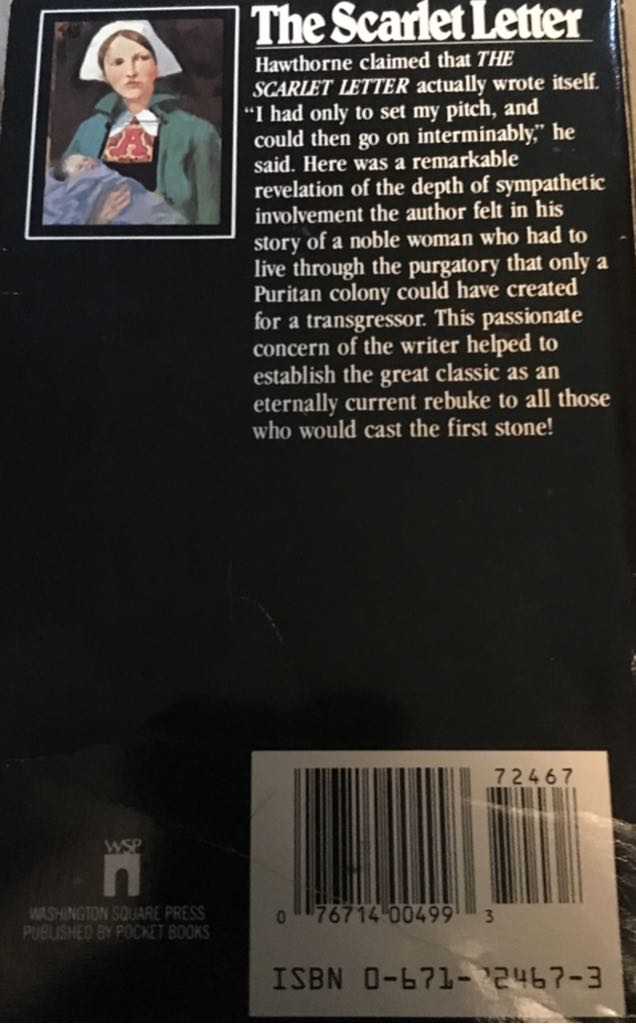 The Scarlet Letter
Hawthorne claimed that THE
SCARLET LETTER actually wrote itself.
“I had only to set my pitch, and
could then go on interminably,” he
said. Here was a remarkable
revelation of the depth of sympathetic
involvement the author felt in his
story of a noble woman who had to
live through the purgatory that only a
Puritan colony could have created
for a transgressor. This passionate
concern of the writer helped to
establish the great classic as an
eternally current rebuke to all those
who would cast the first stone!
A
72467
0 76714 00499 3
ISBN 0-671-72467-3
WSP
WASHINGTON SQUARE PRESS
PUBLISHED BY POCKET BOOKS